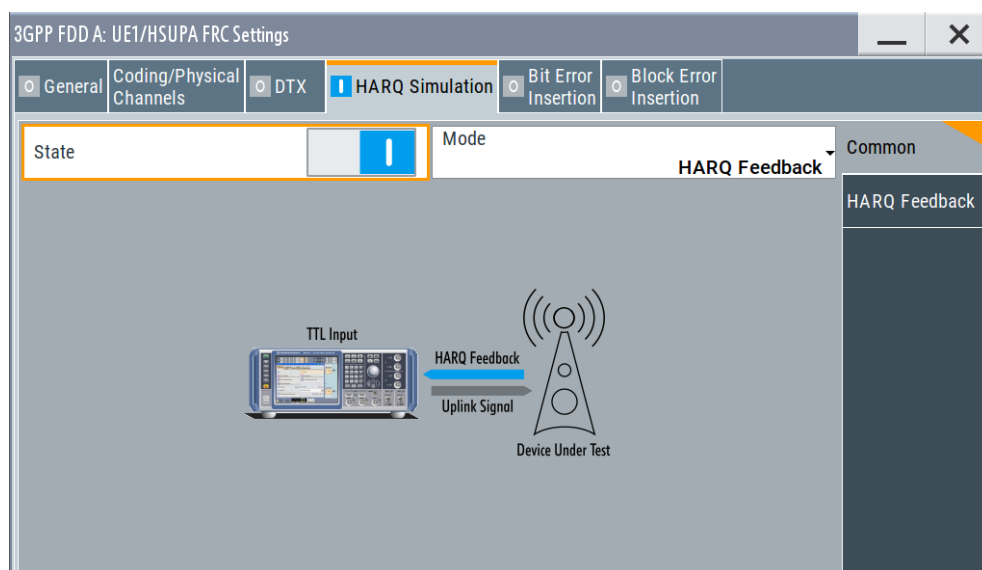 3GPP FDD A: UE1/HSUPA FRC Settings
General
Coding/Physical
Channels
DTX
HARQ Simulation
Bit Error
Insertion
Block Error
Insertion
State
Mode
HARQ Feedback
Common
HARQ Feedback
TTL Input
HARQ Feedback
Uplink Signal
Device Under Test